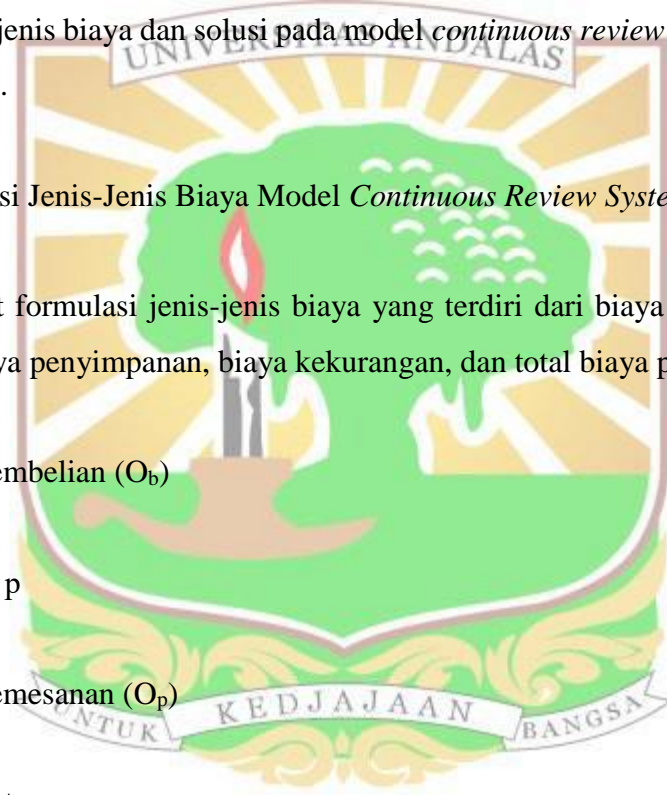 jenis biaya dan solusi pada model continuous review
UNIVERSITAS ANDALAS
.
si Jenis-Jenis Biaya Model Continuous Review Syste
t formulasi jenis-jenis biaya yang terdiri dari biaya
ya penyimpanan, biaya kekurangan, dan total biaya p
embelian (Ob)
p
emesanan (Op)
UNTUK KEDJAJAAN BANGSA